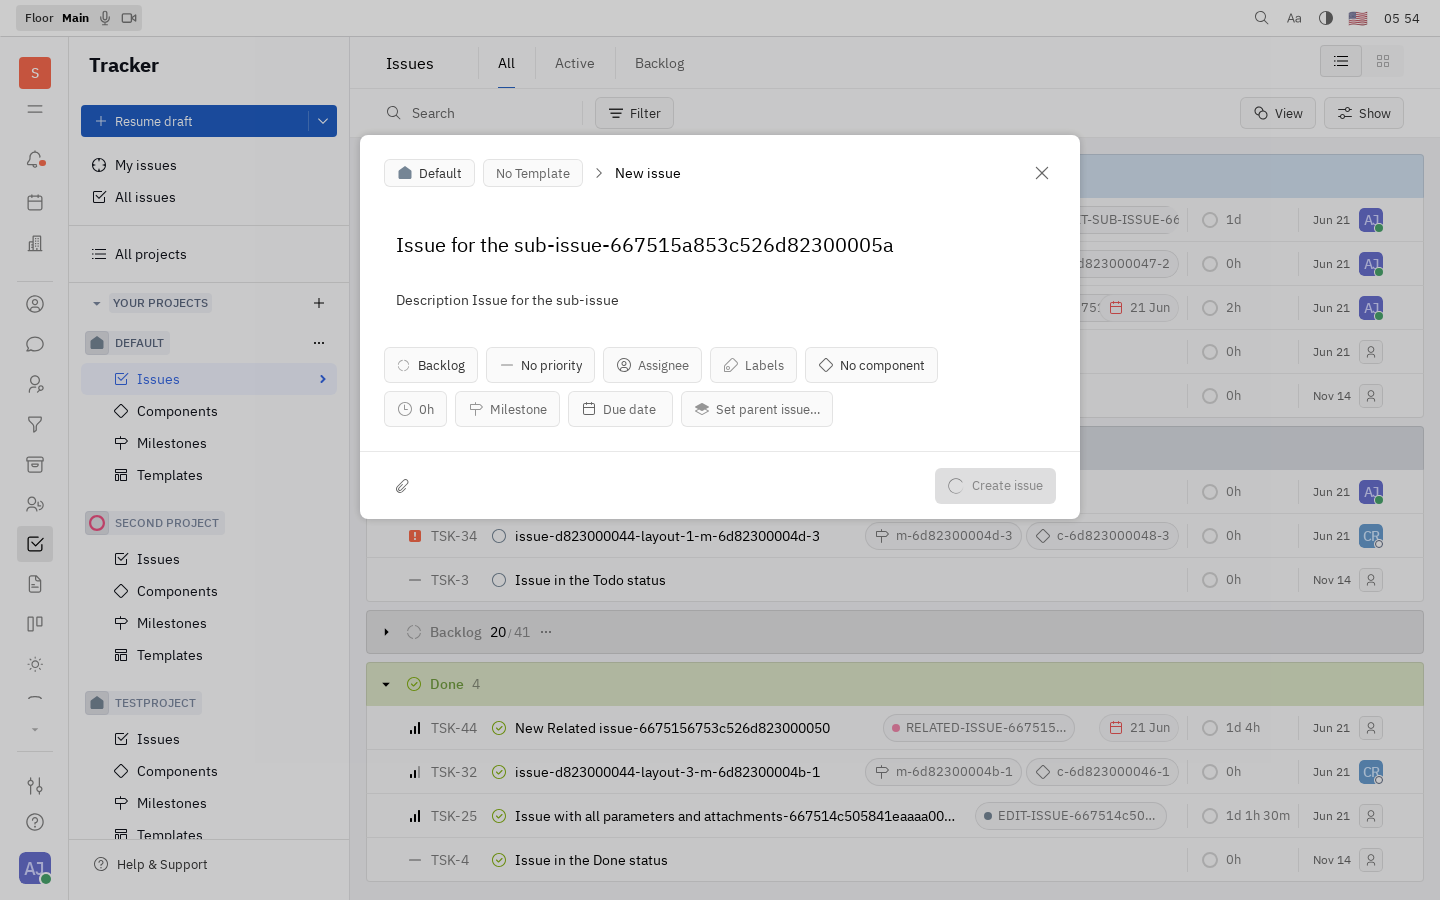 Floor Main
Aa
05 54
S
Tracker
Resume draft
My issues
All issues
All projects
YOUR PROJECTS
DEFAULT
Issues
Components
Milestones
Templates
SECOND PROJECT
Issues
Components
Milestones
Templates
TESTPROJECT
Issues
Components
Milestones
Templates
Help & Support
AJ
Issues
All
Active
Backlog
Search
Filter
View
Show
Default
No Template
New issue
Issue for the sub-issue-667515a853c526d82300005a
Description Issue for the sub-issue
Backlog
No priority
Assignee
Labels
No component
0h
Milestone
Due date
Set parent issue...
Create issue
T-SUB-ISSUE-66 1d Jun 21 AJ
d823000047-2 0h Jun 21 AJ
751 21 Jun 2h Jun 21 AJ
0h Nov 14
0h Nov 14
0h Jun 21 AJ
TSK-34 issue-d823000044-layout-1-m-6d82300004d-3 m-6d82300004d-3 c-6d823000048-3 0h Jun 21 CR
TSK-3 Issue in the Todo status 0h Nov 14
Backlog 20/41
Done 4
TSK-44 New Related issue-6675156753c526d823000050 RELATED-ISSUE-667515... 21 Jun 1d 4h Jun 21
TSK-32 issue-d823000044-layout-3-m-6d82300004b-1 m-6d82300004b-1 c-6d823000046-1 0h Jun 21 CR
TSK-25 Issue with all parameters and attachments-667514c505841eaaaa00... EDIT-ISSUE-667514c50... 1d 1h 30m Jun 21
TSK-4 Issue in the Done status 0h Nov 14